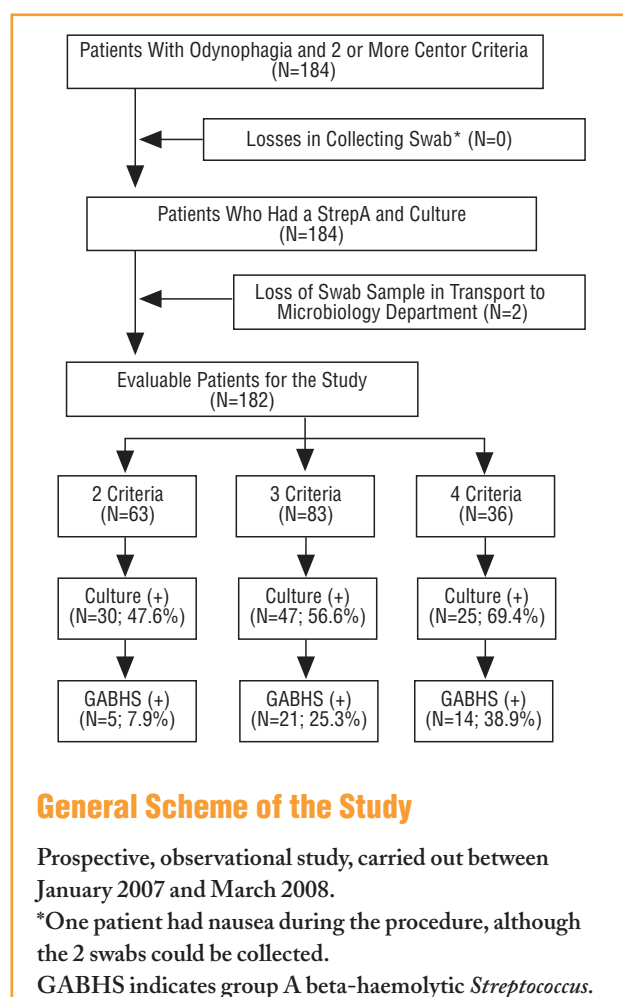 Patients With Odynophagia and 2 or More Centor Criteria
(N=184)
Losses in Collecting Swab* (N=0)
Patients Who Had a StrepA and Culture
(N=184)
Loss of Swab Sample in Transport to
Microbiology Department (N=2)
Evaluable Patients for the Study
(N=182)
2 Criteria
(N=63)
3 Criteria
(N=83)
4 Criteria
(N=36)
Culture (+)
(N=30; 47.6%)
Culture (+)
(N=47; 56.6%)
Culture (+)
(N=25; 69.4%)
GABHS (+)
(N=5; 7.9%)
GABHS (+)
(N=21; 25.3%)
GABHS (+)
(N=14; 38.9%)
General Scheme of the Study
Prospective, observational study, carried out between
January 2007 and March 2008.
*One patient had nausea during the procedure, although
the 2 swabs could be collected.
GABHS indicates group A beta-haemolytic Streptococcus.